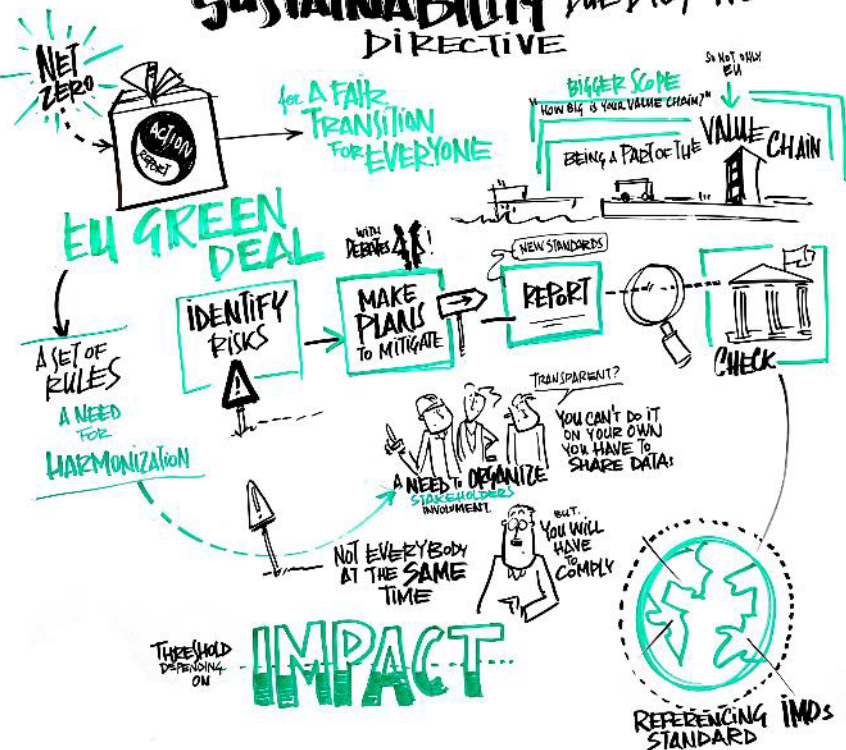 SUSTAINABILITY
DIRECTIVE
NET
ZERO
ACTION
REPORT
for A FAIR
TRANSITION
FOR EVERYONE
BIGGER SCOPE
"HOW BIG IS YOUR VALUE CHAIN?"
SO NOT ONLY
EU
BEING A PART OF THE
VALUE
CHAIN
EU GREEN
DEAL
A SET OF
RULES
A NEED
FOR
HARMONIZATION
IDENTIFY
RISKS
WITH
DEBATES !
MAKE
PLANS
TO MITIGATE
NEW STANDARDS
REPORT
CHECK
TRANSPARENT?
YOU CAN'T DO IT
ON YOUR OWN
YOU HAVE TO
SHARE DATAS
A NEED TO ORGANIZE
STAKEHOLDERS
INVOLVMENT
NOT EVERYBODY
AT THE SAME
TIME
BUT.
YOU WILL
HAVE
TO
COMPLY
THRESHOLD
DEPENDING
ON
IMPACT
REFERENCING IMDs
STANDARD